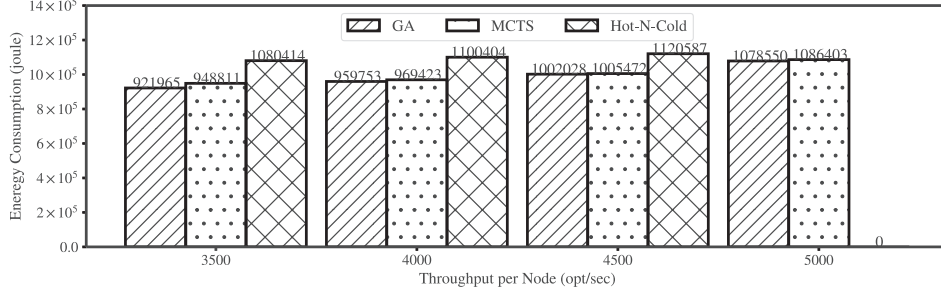 14×10⁵
12×10⁵
10×10⁵
8×10⁵
6×10⁵
4×10⁵
2×10⁵
0.0
Eneregy Consumption (joule)
GA MCTS Hot-N-Cold
921965 948811 1080414
959753 969423 1100404
1002028 1005472 1120587
1078550 1086403 0
3500 4000 4500 5000
Throughput per Node (opt/sec)